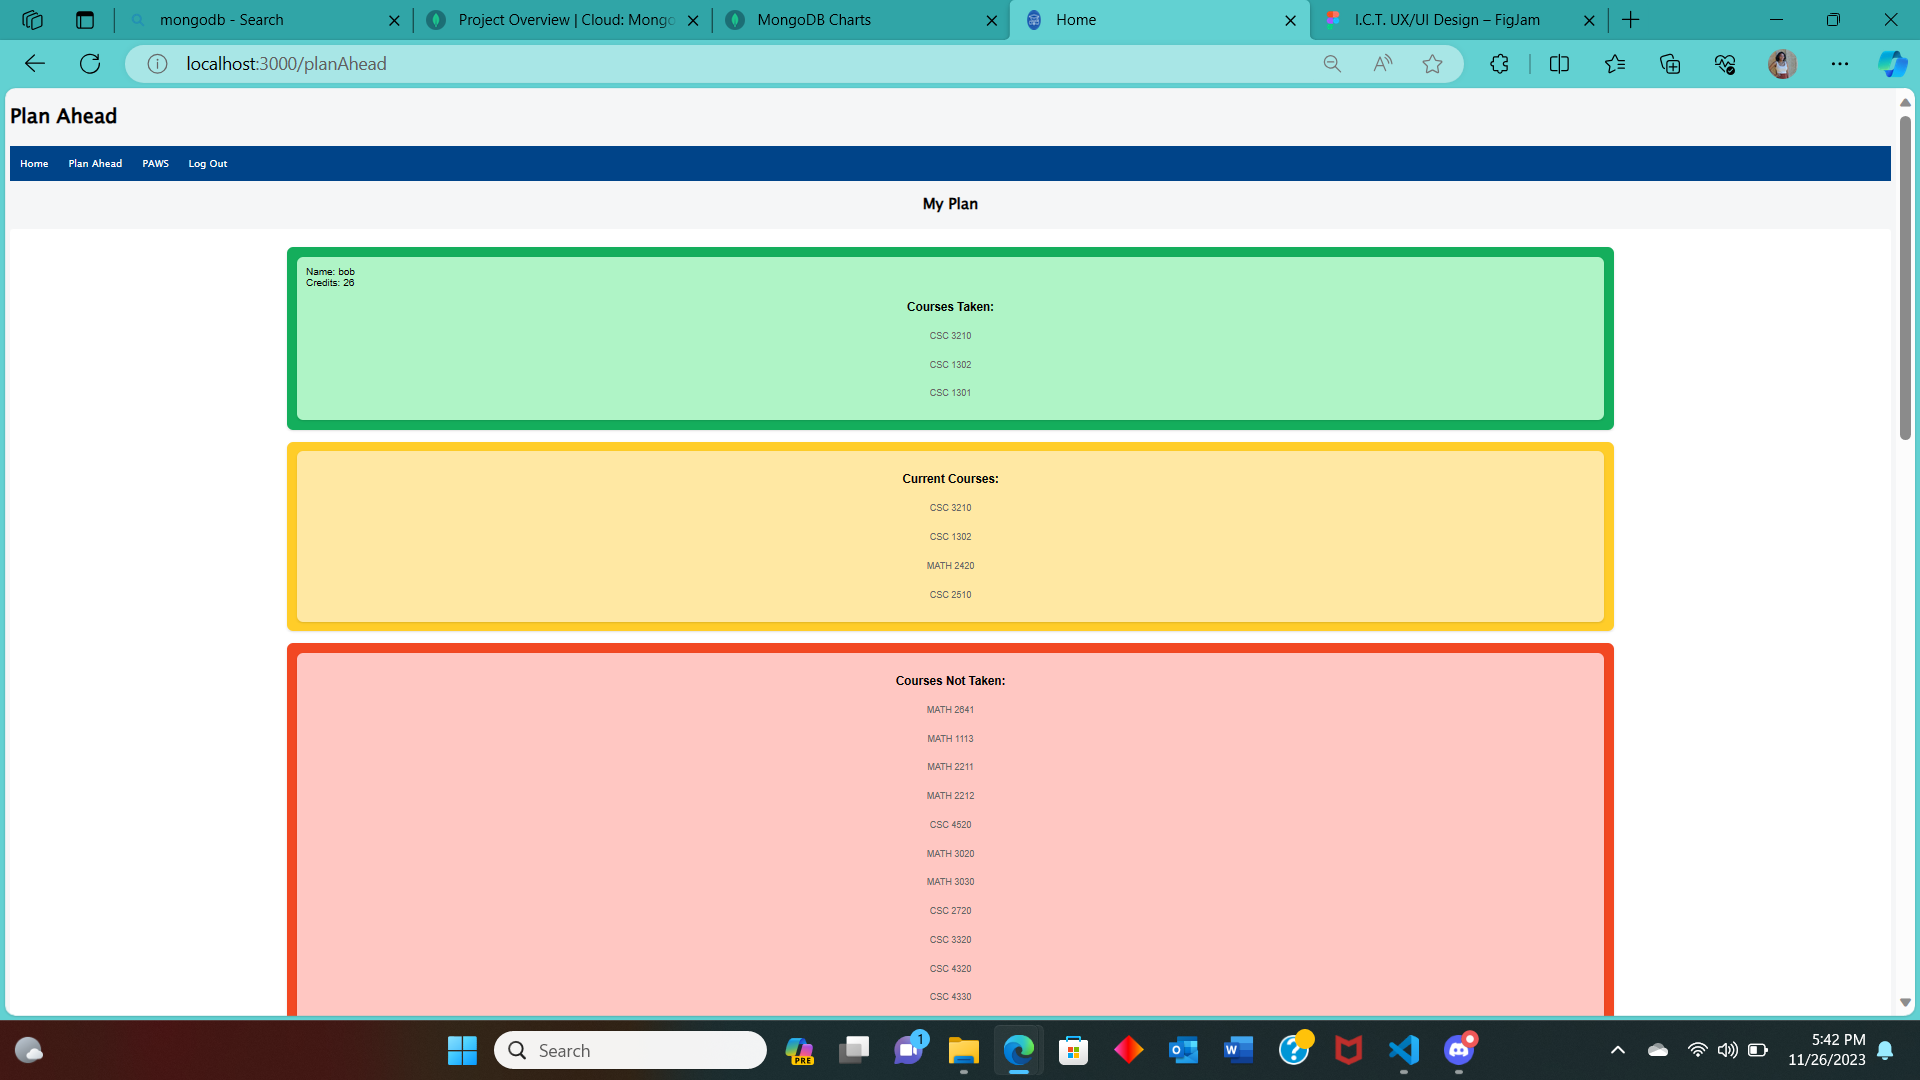 mongodb - Search
Project Overview | Cloud: Mongo
MongoDB Charts
Home
I.C.T. UX/UI Design – FigJam
localhost:3000/planAhead
Plan Ahead
Home Plan Ahead PAWS Log Out
My Plan
Name: bob
Credits: 26
Courses Taken:
CSC 3210
CSC 1302
CSC 1301
Current Courses:
CSC 3210
CSC 1302
MATH 2420
CSC 2510
Courses Not Taken:
MATH 2641
MATH 1113
MATH 2211
MATH 2212
CSC 4520
MATH 3020
MATH 3030
CSC 2720
CSC 3320
CSC 4320
CSC 4330
Search
PRE
1
5:42 PM
11/26/2023